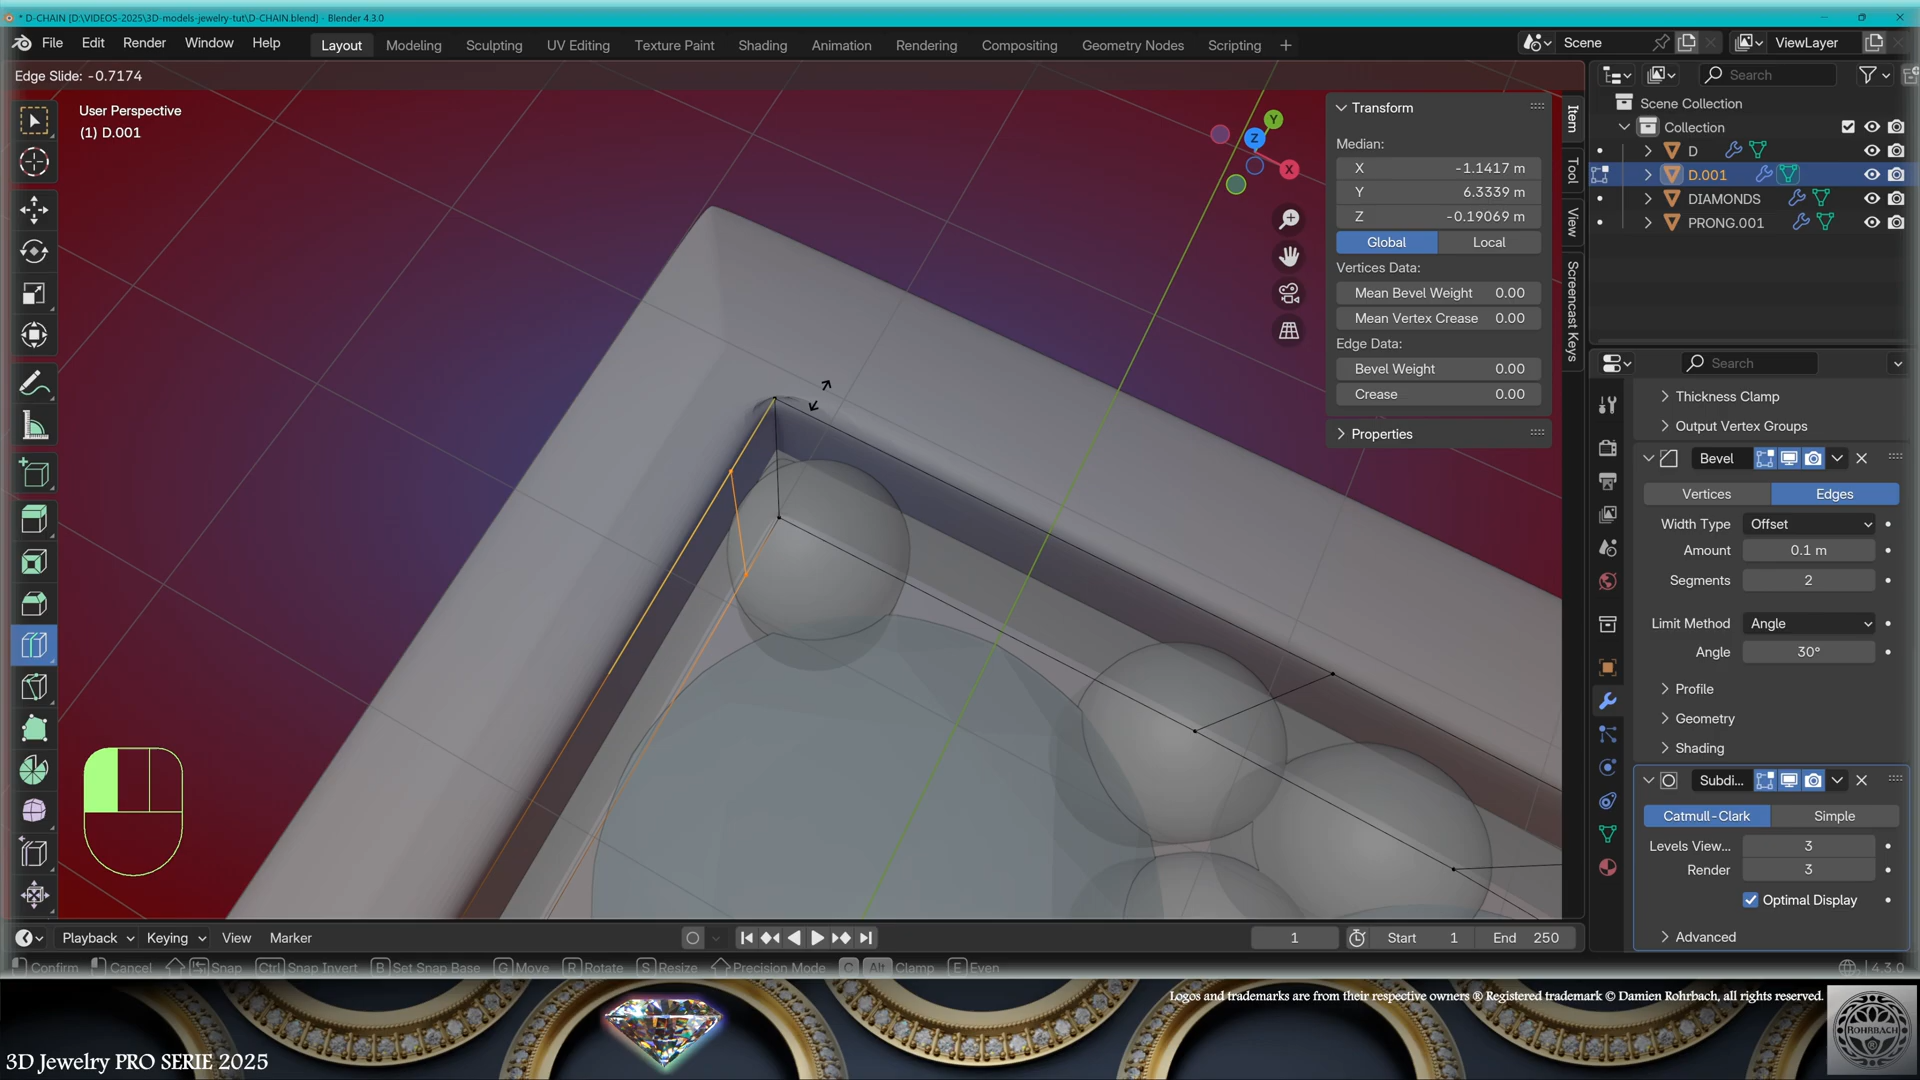 * D-CHAIN [D:\VIDEOS-2025\3D-models-jewelry-tut\D-CHAIN.blend] - Blender 4.3.0
File Edit Render Window Help Layout Modeling Sculpting UV Editing Texture Paint Shading Animation Rendering Compositing Geometry Nodes Scripting + Scene ViewLayer
Edge Slide: -0.7174
User Perspective
(1) D.001
Y
Z
X
Transform
Median:
X -1.1417 m
Y 6.3339 m
Z -0.19069 m
Global Local
Vertices Data:
Mean Bevel Weight 0.00
Mean Vertex Crease 0.00
Edge Data:
Bevel Weight 0.00
Crease 0.00
Properties
Item
Tool
View
Screencast Keys
Search
Scene Collection
Collection
D
D.001
DIAMONDS
PRONG.001
Search
Thickness Clamp
Output Vertex Groups
Bevel
Vertices Edges
Width Type Offset
Amount 0.1 m
Segments 2
Limit Method Angle
Angle 30°
Profile
Geometry
Shading
Subdi...
Catmull-Clark Simple
Levels View... 3
Render 3
Optimal Display
Advanced
Playback Keying View Marker 1 Start 1 End 250
Confirm Cancel Snap Ctrl Snap Invert B Set Snap Base G Move R Rotate S Resize Precision Mode C Alt Clamp E Even 4.3.0
Logos and trademarks are from their respective owners ® Registered trademark © Damien Rohrbach, all rights reserved.
ROHRBACH
3D Jewelry PRO SERIE 2025